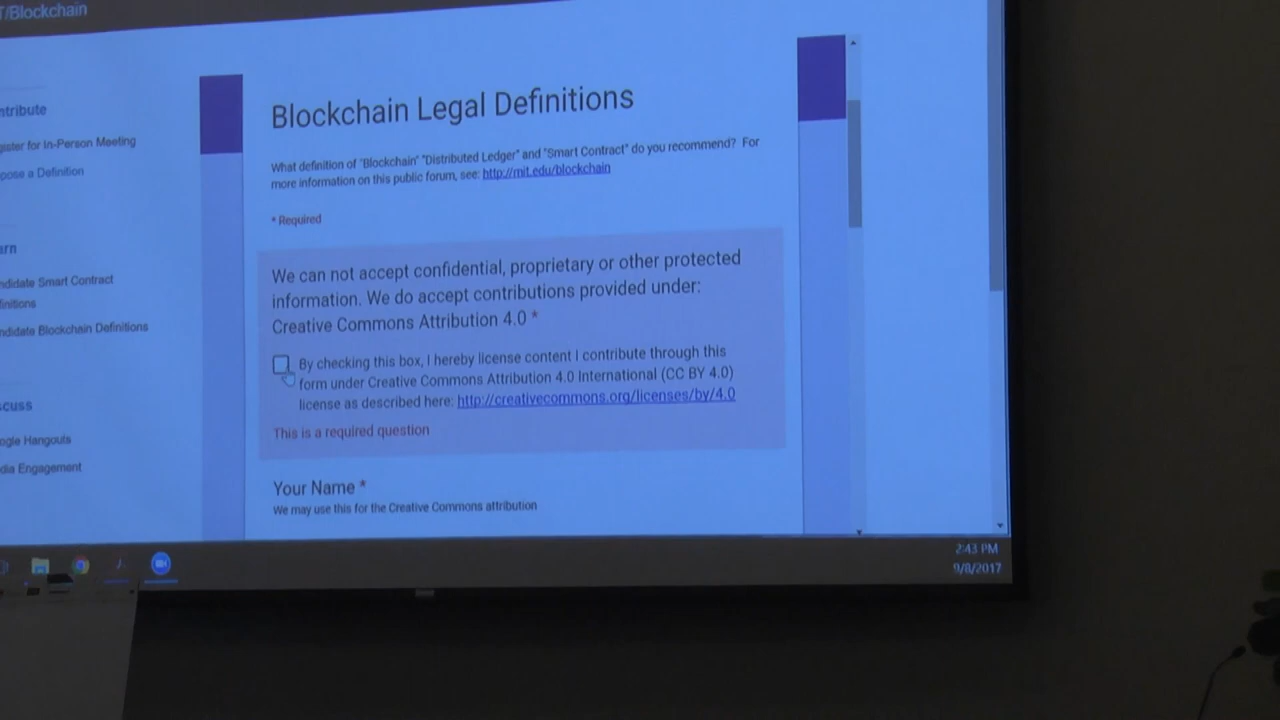 /Blockchain
ntribute
gister for In-Person Meeting
pose a Definition
arn
ndidate Smart Contract
finitions
ndidate Blockchain Definitions
scuss
ogle Hangouts
dia Engagement
Blockchain Legal Definitions
What definition of "Blockchain" "Distributed Ledger" and "Smart Contract" do you recommend? For
more information on this public forum, see: http://mit.edu/blockchain
* Required
We can not accept confidential, proprietary or other protected
information. We do accept contributions provided under:
Creative Commons Attribution 4.0 *
By checking this box, I hereby license content I contribute through this
form under Creative Commons Attribution 4.0 International (CC BY 4.0)
license as described here: http://creativecommons.org/licenses/by/4.0
This is a required question
Your Name *
We may use this for the Creative Commons attribution
2:43 PM
9/8/2017